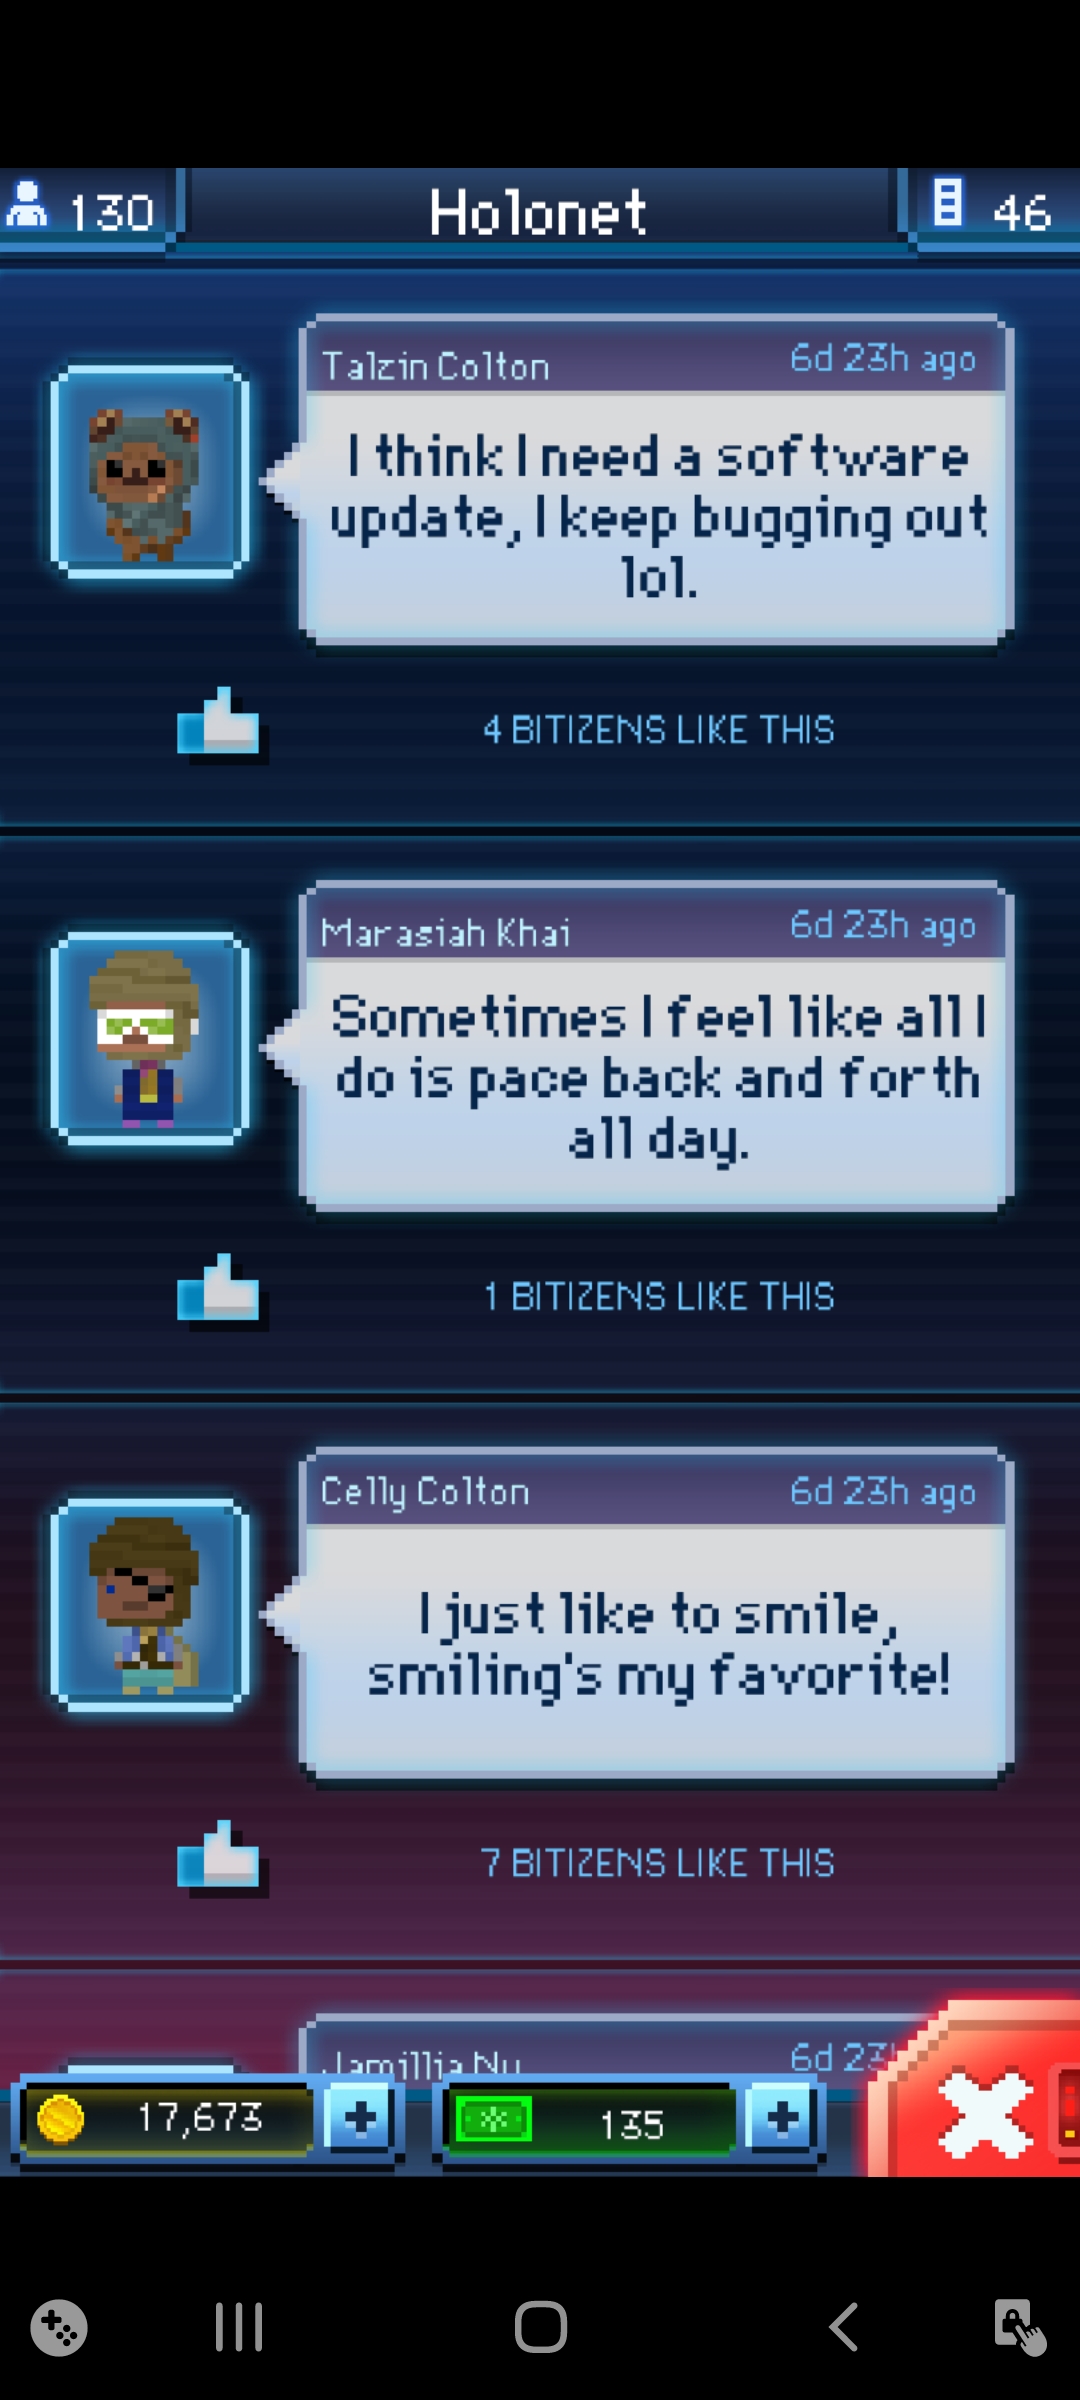 130
Holonet
46
Talzin Colton
6d 23h ago
I think I need a software
update, I keep bugging out
lol.
4 BITIZENS LIKE THIS
Marasiah Khai
6d 23h ago
Sometimes I feel like all I
do is pace back and forth
all day.
1 BITIZENS LIKE THIS
Celly Colton
6d 23h ago
I just like to smile,
smiling's my favorite!
7 BITIZENS LIKE THIS
Jamillia Nu
6d 23
17,673
135